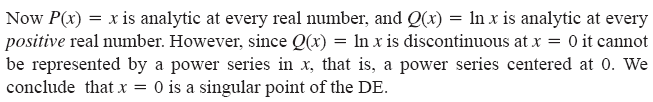 Now P(x) = x is analytic at every real number, and Q(x) = ln x is analytic at every
positive real number. However, since Q(x) = ln x is discontinuous at x = 0 it cannot
be represented by a power series in x, that is, a power series centered at 0. We
conclude that x = 0 is a singular point of the DE.